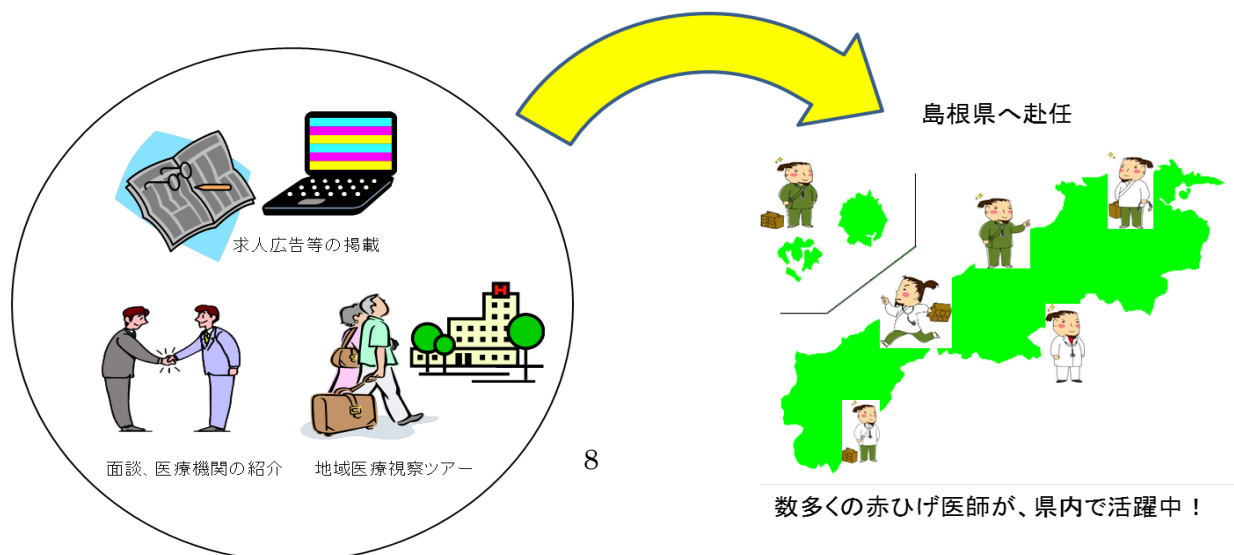 島根県へ赴任
求人広告等の掲載
H
面談、医療機関の紹介
地域医療視察ツアー
8
数多くの赤ひげ医師が、県内で活躍中！